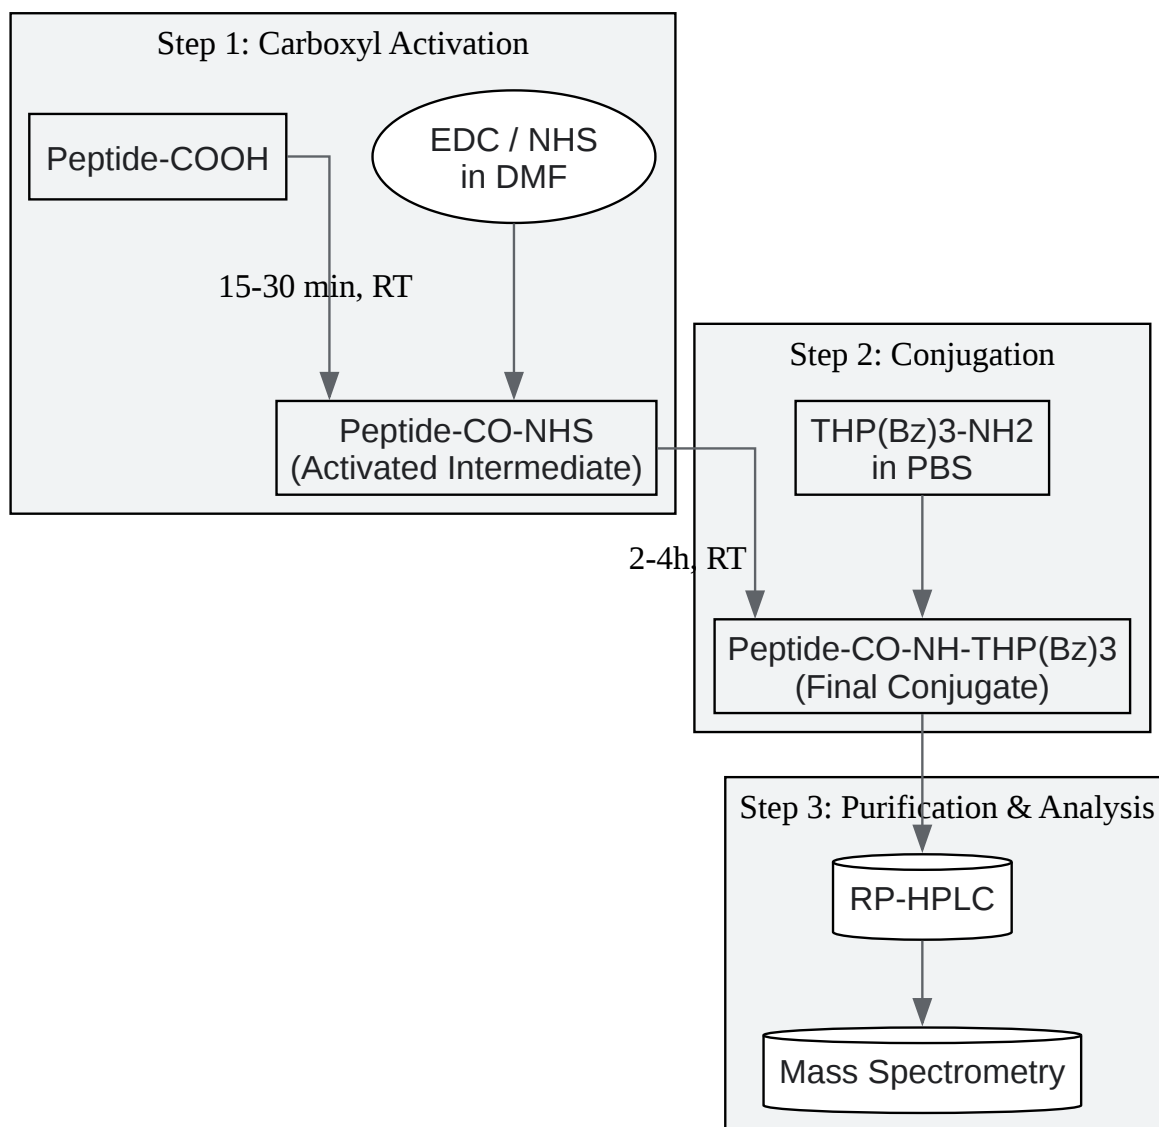 Step 1: Carboxyl Activation
Peptide-COOH
EDC / NHS
in DMF
15-30 min, RT
Peptide-CO-NHS
(Activated Intermediate)
Step 2: Conjugation
THP(Bz)3-NH2
in PBS
2-4h, RT
Peptide-CO-NH-THP(Bz)3
(Final Conjugate)
Step 3: Purification & Analysis
RP-HPLC
Mass Spectrometry